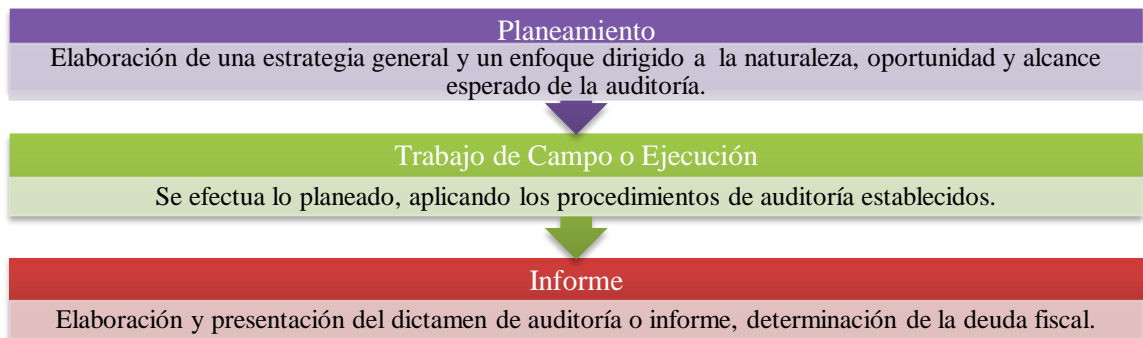 Planeamiento
Elaboración de una estrategia general y un enfoque dirigido a la naturaleza, oportunidad y alcance
esperado de la auditoría.
Trabajo de Campo o Ejecución
Se efectua lo planeado, aplicando los procedimientos de auditoría establecidos.
Informe
Elaboración y presentación del dictamen de auditoría o informe, determinación de la deuda fiscal.